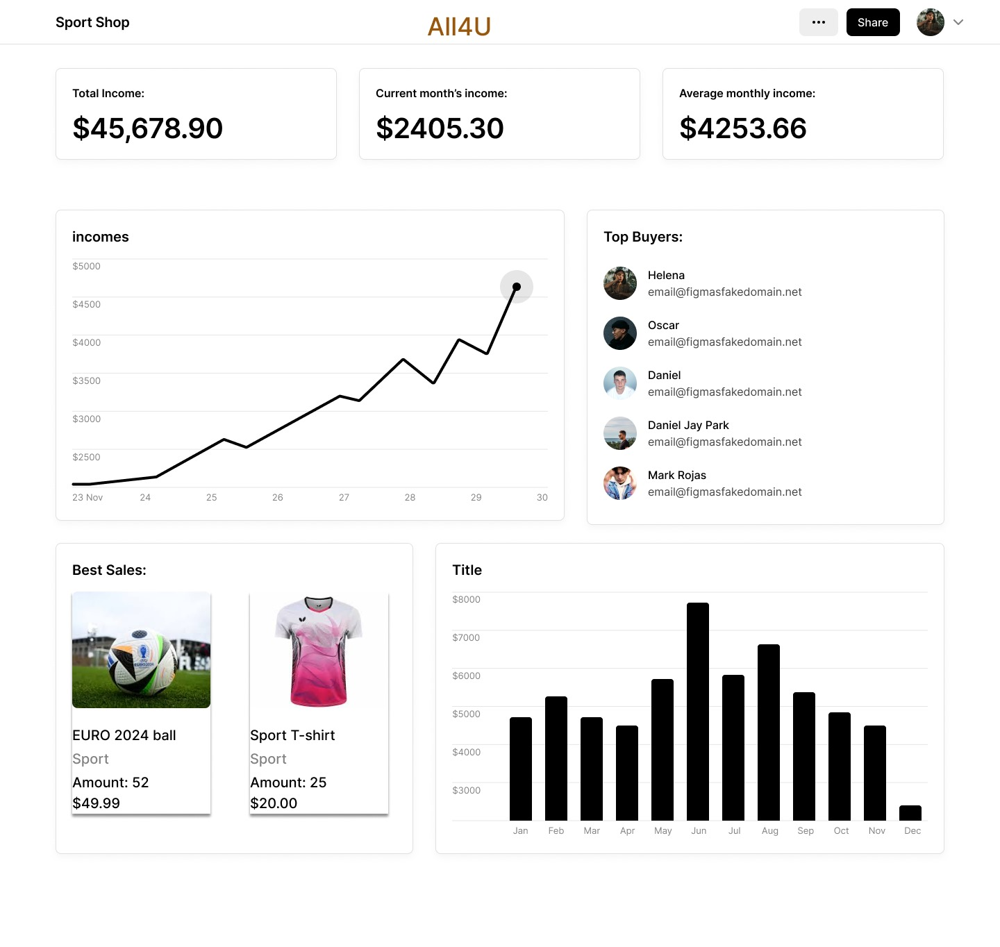 Sport Shop
All4U
Share
Total Income:
$45,678.90
Current month’s income:
$2405.30
Average monthly income:
$4253.66
incomes
$5000
$4500
$4000
$3500
$3000
$2500
23 Nov 24 25 26 27 28 29 30
Top Buyers:
Helena
email@figmasfakedomain.net
Oscar
email@figmasfakedomain.net
Daniel
email@figmasfakedomain.net
Daniel Jay Park
email@figmasfakedomain.net
Mark Rojas
email@figmasfakedomain.net
Best Sales:
EURO 2024 ball
Sport
Amount: 52
$49.99
Sport T-shirt
Sport
Amount: 25
$20.00
Title
$8000
$7000
$6000
$5000
$4000
$3000
Jan Feb Mar Apr May Jun Jul Aug Sep Oct Nov Dec